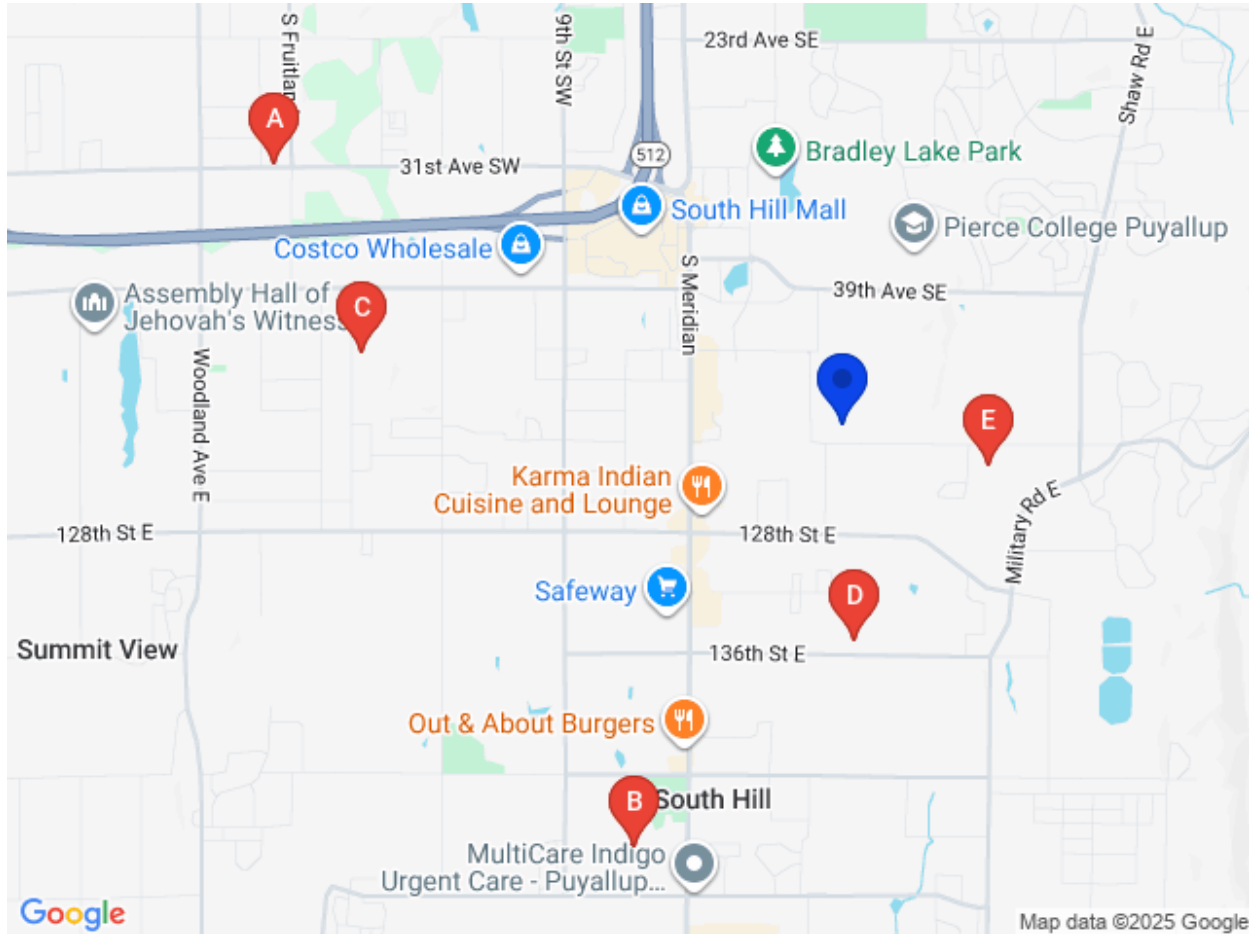 S Fruitlan
9th St SW
23rd Ave SE
Shaw Rd E
A
31st Ave SW
512
Bradley Lake Park
South Hill Mall
Pierce College Puyallup
Costco Wholesale
S Meridian
Assembly Hall of
Jehovah's Witness
C
39th Ave SE
Woodland Ave E
E
Karma Indian
Cuisine and Lounge
Military Rd E
128th St E
128th St E
Safeway
D
Summit View
136th St E
Out & About Burgers
B
South Hill
MultiCare Indigo
Urgent Care - Puyallup...
Google
Map data ©2025 Google